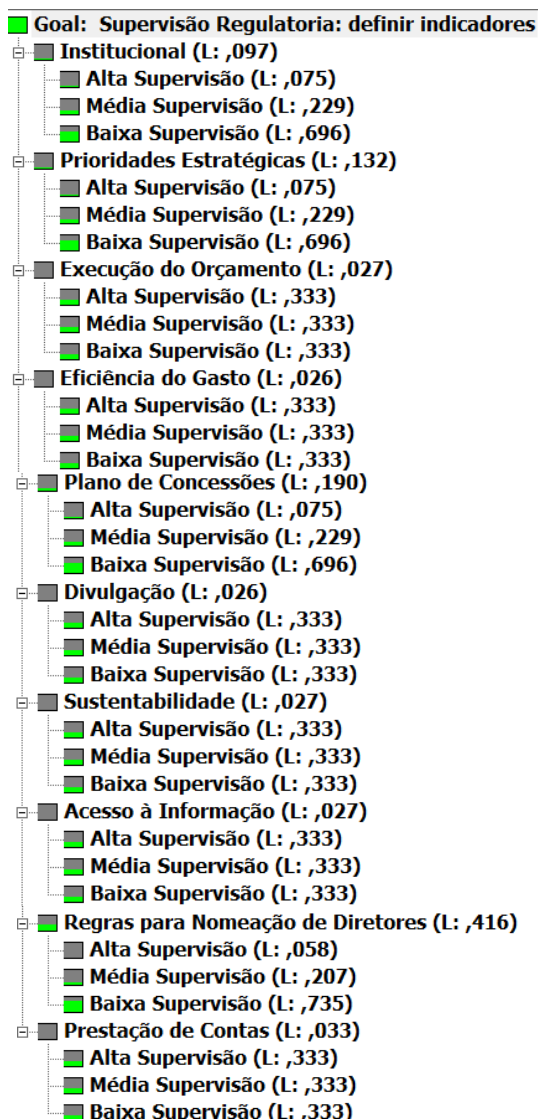 Goal:  Supervisão Regulatoria: definir indicadores
Institucional (L: ,097)
Alta Supervisão (L: ,075)
Média Supervisão (L: ,229)
Baixa Supervisão (L: ,696)
Prioridades Estratégicas (L: ,132)
Alta Supervisão (L: ,075)
Média Supervisão (L: ,229)
Baixa Supervisão (L: ,696)
Execução do Orçamento (L: ,027)
Alta Supervisão (L: ,333)
Média Supervisão (L: ,333)
Baixa Supervisão (L: ,333)
Eficiência do Gasto (L: ,026)
Alta Supervisão (L: ,333)
Média Supervisão (L: ,333)
Baixa Supervisão (L: ,333)
Plano de Concessões (L: ,190)
Alta Supervisão (L: ,075)
Média Supervisão (L: ,229)
Baixa Supervisão (L: ,696)
Divulgação (L: ,026)
Alta Supervisão (L: ,333)
Média Supervisão (L: ,333)
Baixa Supervisão (L: ,333)
Sustentabilidade (L: ,027)
Alta Supervisão (L: ,333)
Média Supervisão (L: ,333)
Baixa Supervisão (L: ,333)
Acesso à Informação (L: ,027)
Alta Supervisão (L: ,333)
Média Supervisão (L: ,333)
Baixa Supervisão (L: ,333)
Regras para Nomeação de Diretores (L: ,416)
Alta Supervisão (L: ,058)
Média Supervisão (L: ,207)
Baixa Supervisão (L: ,735)
Prestação de Contas (L: ,033)
Alta Supervisão (L: ,333)
Média Supervisão (L: ,333)
Baixa Supervisão (L: ,333)